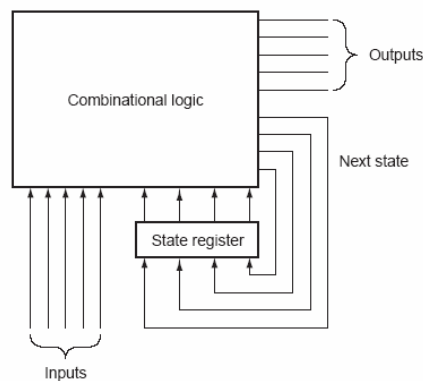 Outputs
Combinational logic
Next state
State register
Inputs